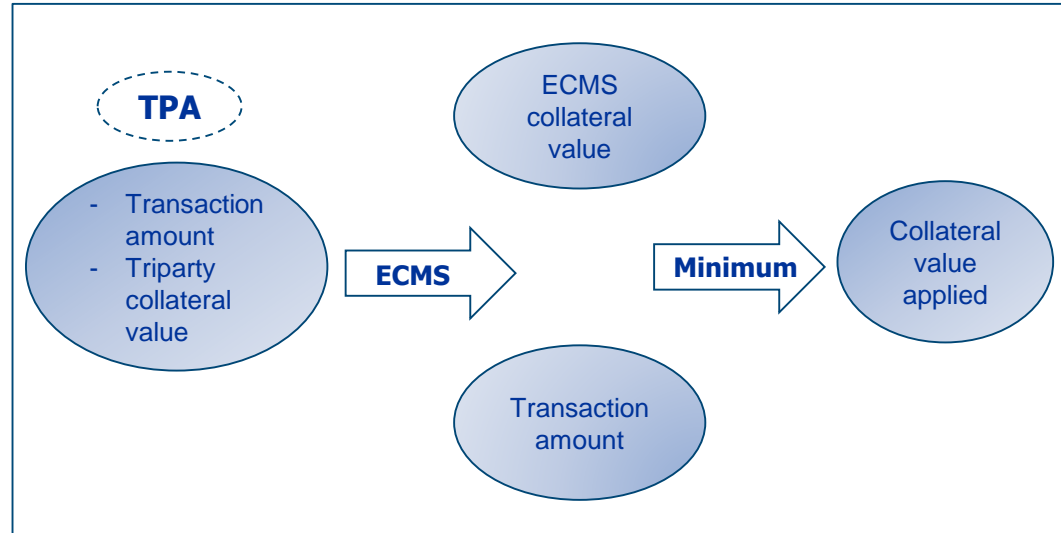 TPA
- Transaction
amount
- Triparty
collateral
value
ECMS
ECMS
collateral
value
Transaction
amount
Minimum
Collateral
value
applied